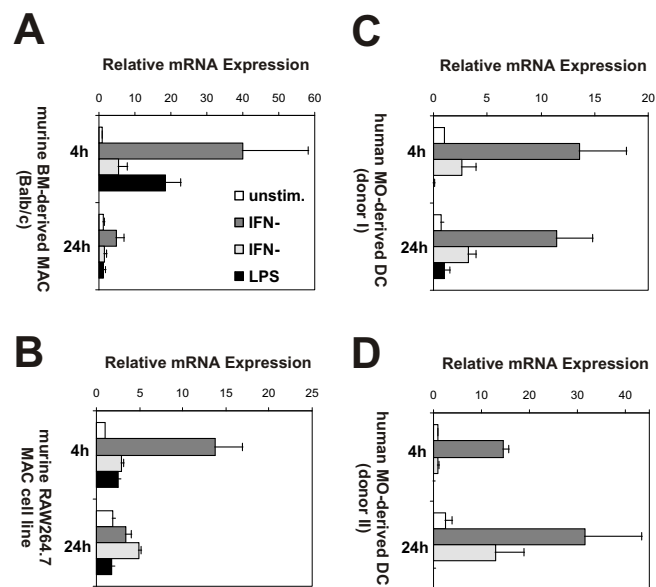 A
Relative mRNA Expression
0 10 20 30 40 50 60
murine BM-derived MAC
(Balb/c)
4h
24h
unstim.
IFN-
IFN-
LPS
B
Relative mRNA Expression
0 5 10 15 20 25
murine RAW264.7
MAC cell line
4h
24h
C
Relative mRNA Expression
0 5 10 15 20
human MO-derived DC
(donor I)
4h
24h
D
Relative mRNA Expression
0 10 20 30 40
human MO-derived DC
(donor II)
4h
24h